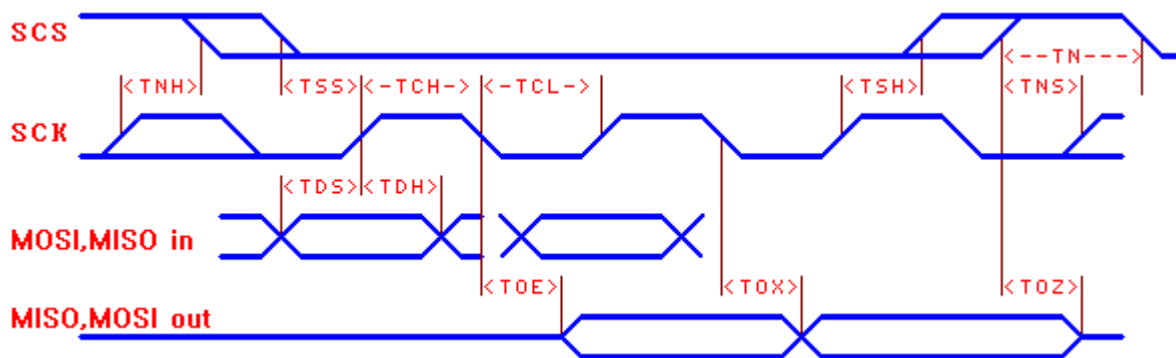 SCS
<--TN--->
<TNH> <TSS> <-TCH-> <-TCL-> <TSH> <TNS>
SCK
<TDS> <TDH>
MOSI,MISO in
<TOE> <TOX> <TOZ>
MISO,MOSI out